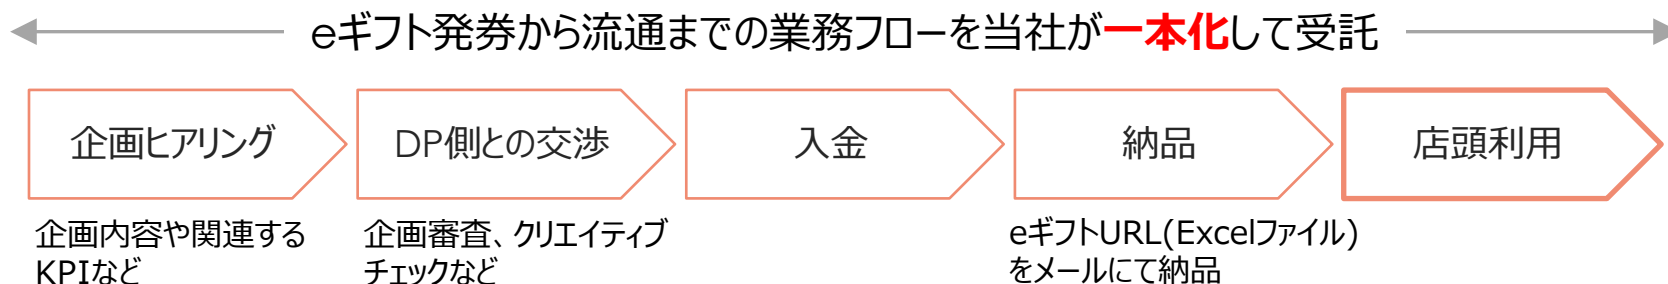 eギフト発券から流通までの業務フローを当社が一本化して受託
企画ヒアリング
DP側との交渉
入金
納品
店頭利用
企画内容や関連する
KPIなど
企画審査、クリエイティブ
チェックなど
eギフトURL(Excelファイル)
をメールにて納品